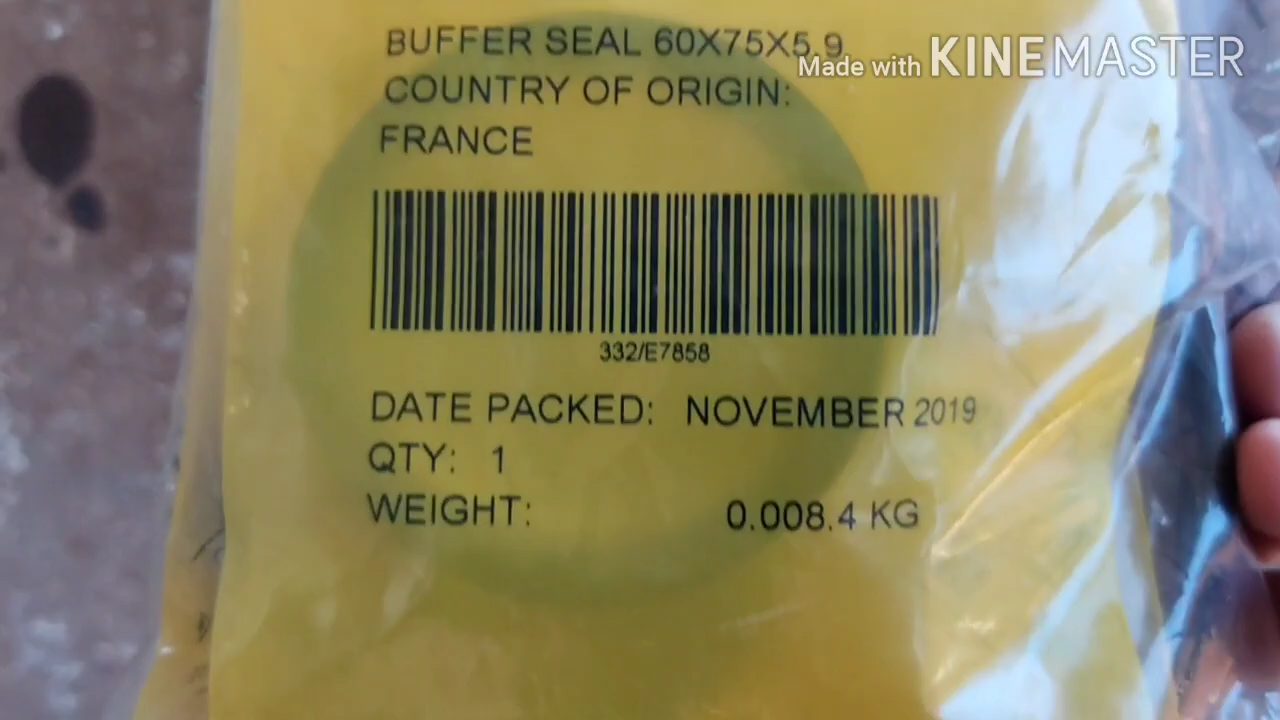 BUFFER SEAL 60X75X5.9
Made with KINEMASTER
COUNTRY OF ORIGIN:
FRANCE
332/E7858
DATE PACKED: NOVEMBER 2019
QTY: 1
WEIGHT: 0.008.4 KG